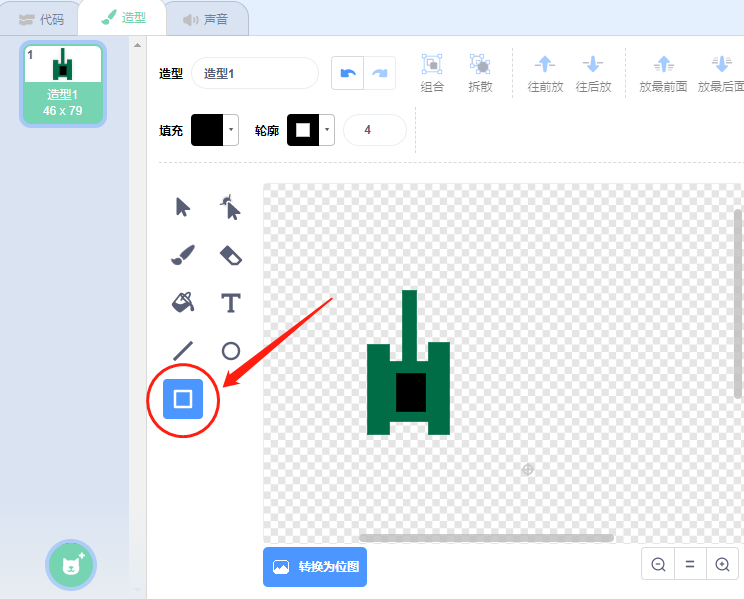 代码
造型
声音
1
造型1
46 x 79
造型
造型1
组合
拆散
往前放
往后放
放最前面
放最后面
填充
轮廓
4
T
转换为位图